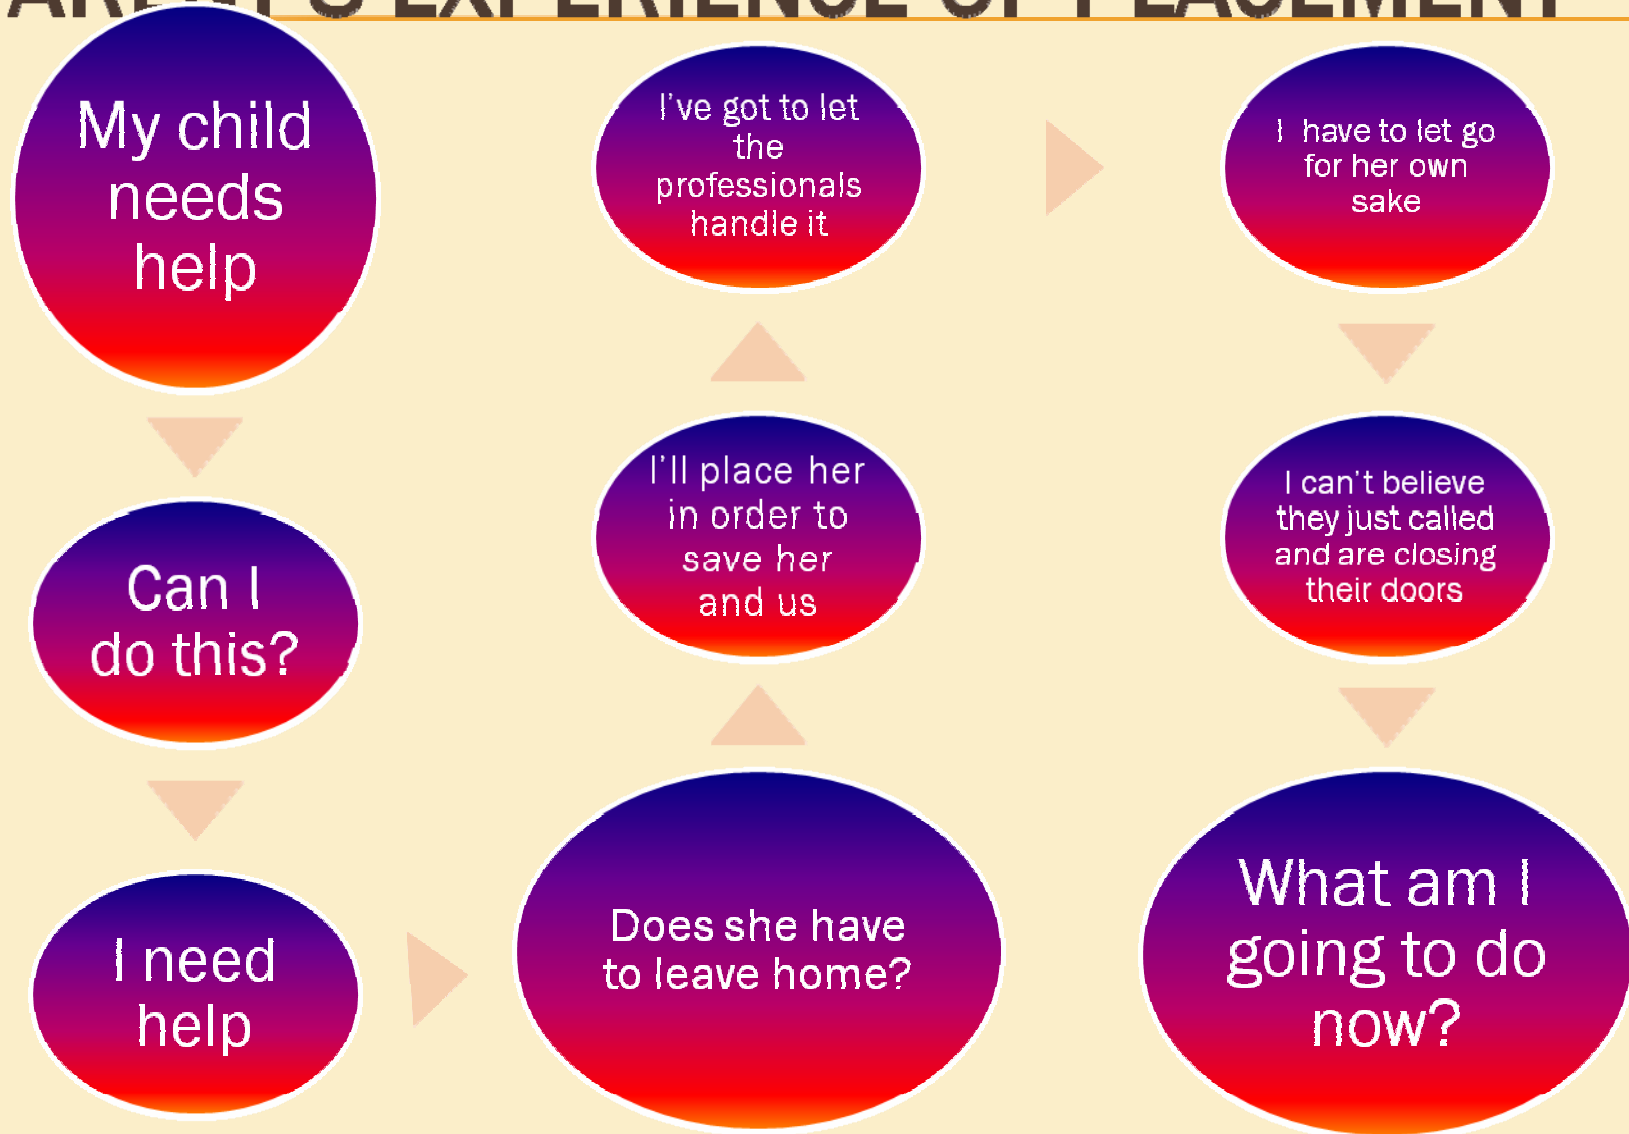 EXPERIENCE OF PLACEMENT
My child
needs
help
Can I
do this?
I need
help
Does she have
to leave home?
I'll place her
in order to
save her
and us
I've got to let
the
professionals
handle it
I have to let go
for her own
sake
I can't believe
they just called
and are closing
their doors
What am I
going to do
now?